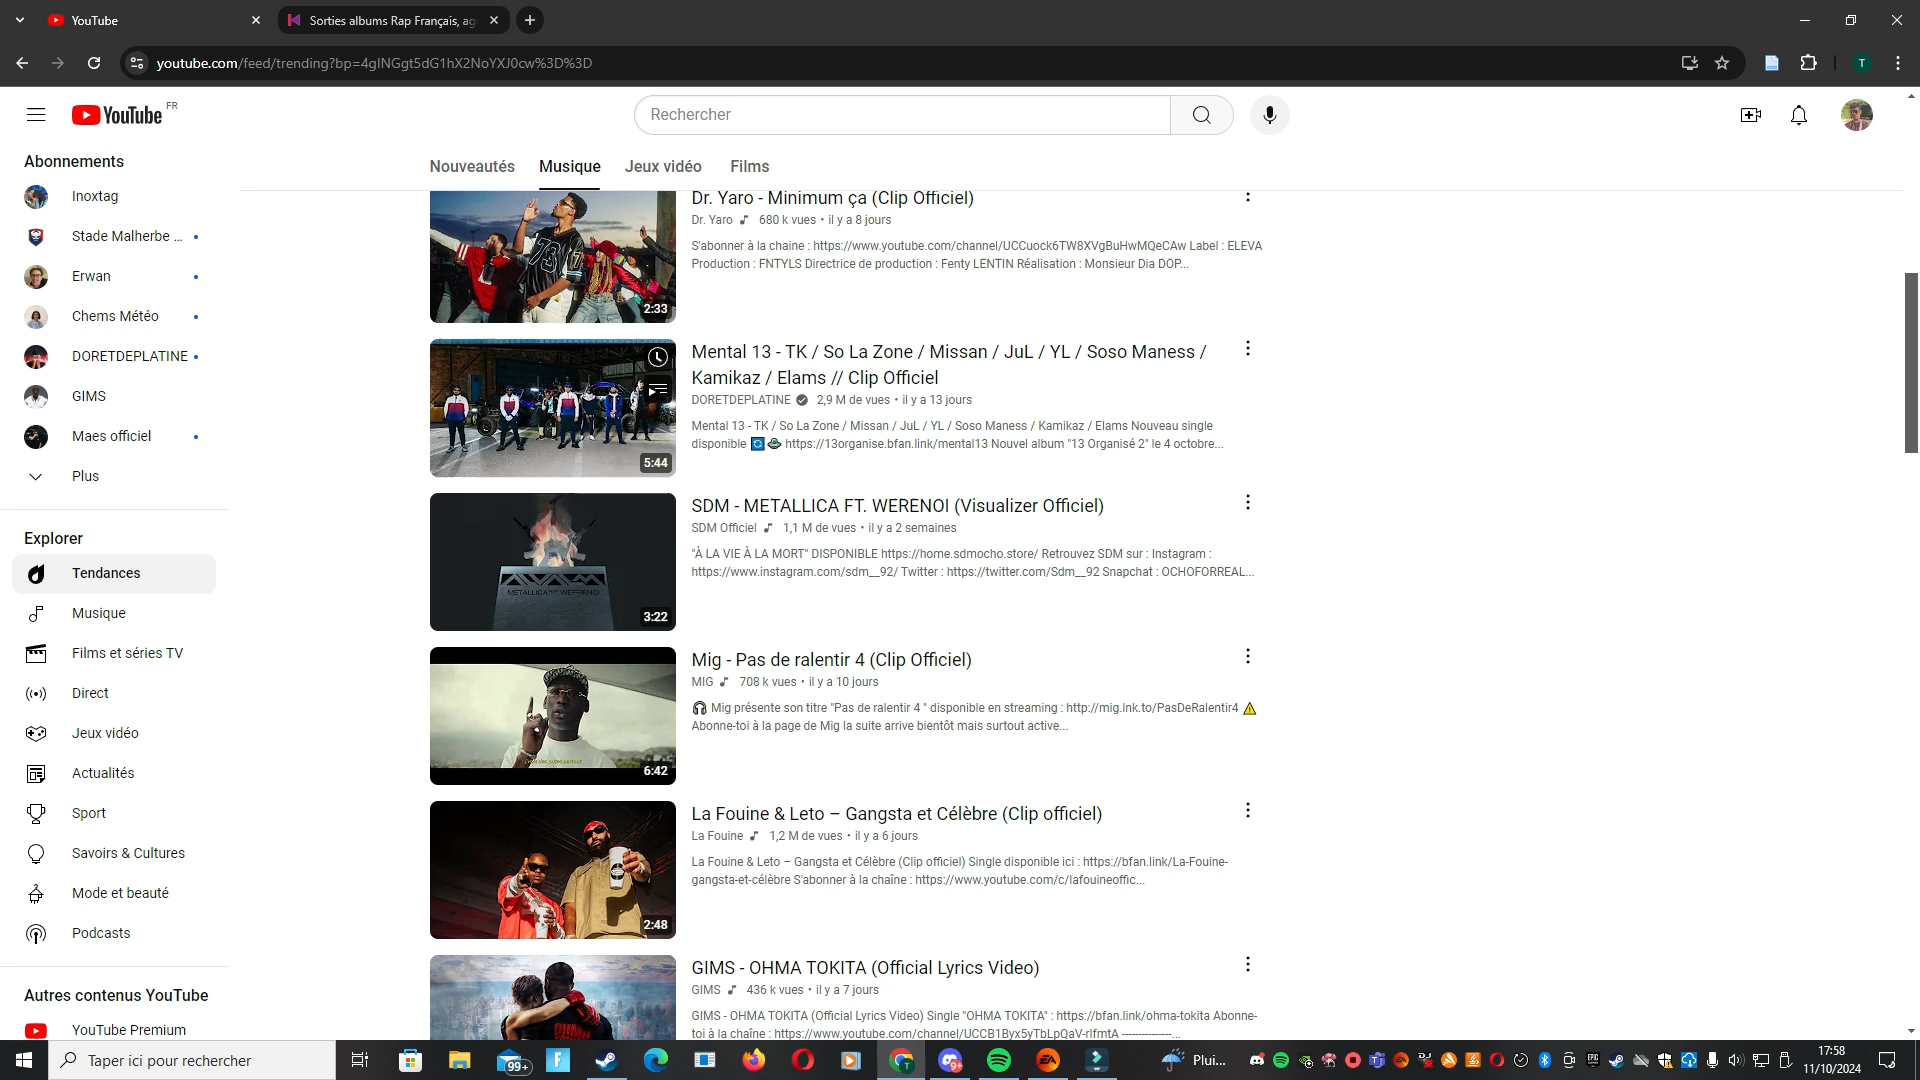 YouTube
Sorties albums Rap Français, ag
youtube.com/feed/trending?bp=4gINGgt5dG1hX2NoYXJ0cw%3D%3D
T
YouTube FR
Rechercher
Nouveautés Musique Jeux vidéo Films
Abonnements
Inoxtag
Stade Malherbe ...
Erwan
Chems Météo
DORETDEPLATINE
GIMS
Maes officiel
Plus
Explorer
Tendances
Musique
Films et séries TV
Direct
Jeux vidéo
Actualités
Sport
Savoirs & Cultures
Mode et beauté
Podcasts
Autres contenus YouTube
YouTube Premium
73
2:33
Dr. Yaro - Minimum ça (Clip Officiel)
Dr. Yaro 680 k vues • il y a 8 jours
S'abonner à la chaine : https://www.youtube.com/channel/UCCuock6TW8XVgBuHwMQeCAw Label : ELEVA
Production : FNTYLS Directrice de production : Fenty LENTIN Réalisation : Monsieur Dia DOP...
5:44
Mental 13 - TK / So La Zone / Missan / JuL / YL / Soso Maness /
Kamikaz / Elams // Clip Officiel
DORETDEPLATINE 2,9 M de vues • il y a 13 jours
Mental 13 - TK / So La Zone / Missan / JuL / YL / Soso Maness / Kamikaz / Elams Nouveau single
disponible 🔄 🛸 https://13organise.bfan.link/mental13 Nouvel album "13 Organisé 2" le 4 octobre...
3:22
SDM - METALLICA FT. WERENOI (Visualizer Officiel)
SDM Officiel 1,1 M de vues • il y a 2 semaines
"À LA VIE À LA MORT" DISPONIBLE https://home.sdmocho.store/ Retrouvez SDM sur : Instagram :
https://www.instagram.com/sdm__92/ Twitter : https://twitter.com/Sdm__92 Snapchat : OCHOFORREAL...
6:42
Mig - Pas de ralentir 4 (Clip Officiel)
MIG 708 k vues • il y a 10 jours
🎧 Mig présente son titre "Pas de ralentir 4 " disponible en streaming : http://mig.lnk.to/PasDeRalentir4 ⚠️
Abonne-toi à la page de Mig la suite arrive bientôt mais surtout active...
2:48
La Fouine & Leto – Gangsta et Célèbre (Clip officiel)
La Fouine 1,2 M de vues • il y a 6 jours
La Fouine & Leto – Gangsta et Célèbre (Clip officiel) Single disponible ici : https://bfan.link/La-Fouine-
gangsta-et-célèbre S'abonner à la chaîne : https://www.youtube.com/c/lafouineoffic...
GIMS - OHMA TOKITA (Official Lyrics Video)
GIMS 436 k vues • il y a 7 jours
GIMS - OHMA TOKITA (Official Lyrics Video) Single "OHMA TOKITA" : https://bfan.link/ohma-tokita Abonne-
toi à la chaîne : https://www.youtube.com/channel/UCCB1Byx5yTbLpQaV-rIfmtA ---------------...
Taper ici pour rechercher
99+
Plui...
17:58
11/10/2024